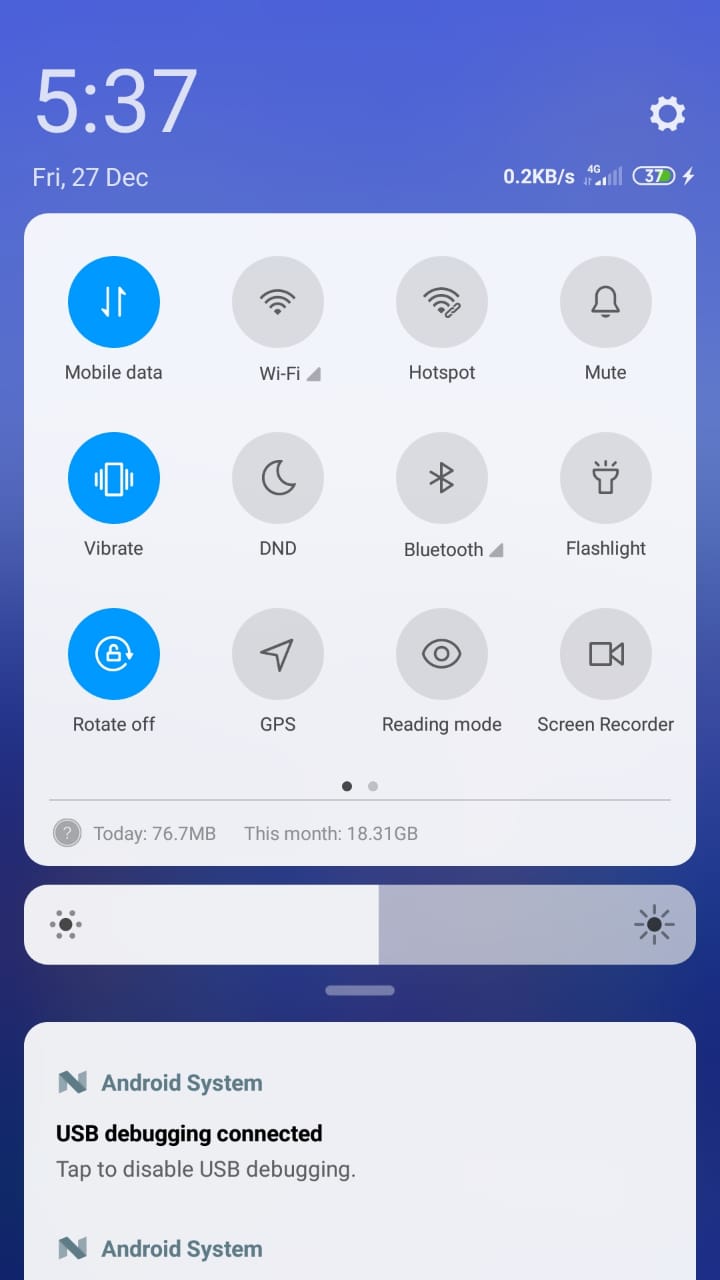 5:37
Fri, 27 Dec
0.2KB/s 4G 37
Mobile data Wi-Fi Hotspot Mute
Vibrate DND Bluetooth Flashlight
Rotate off GPS Reading mode Screen Recorder
? Today: 76.7MB This month: 18.31GB
Android System
USB debugging connected
Tap to disable USB debugging.
Android System